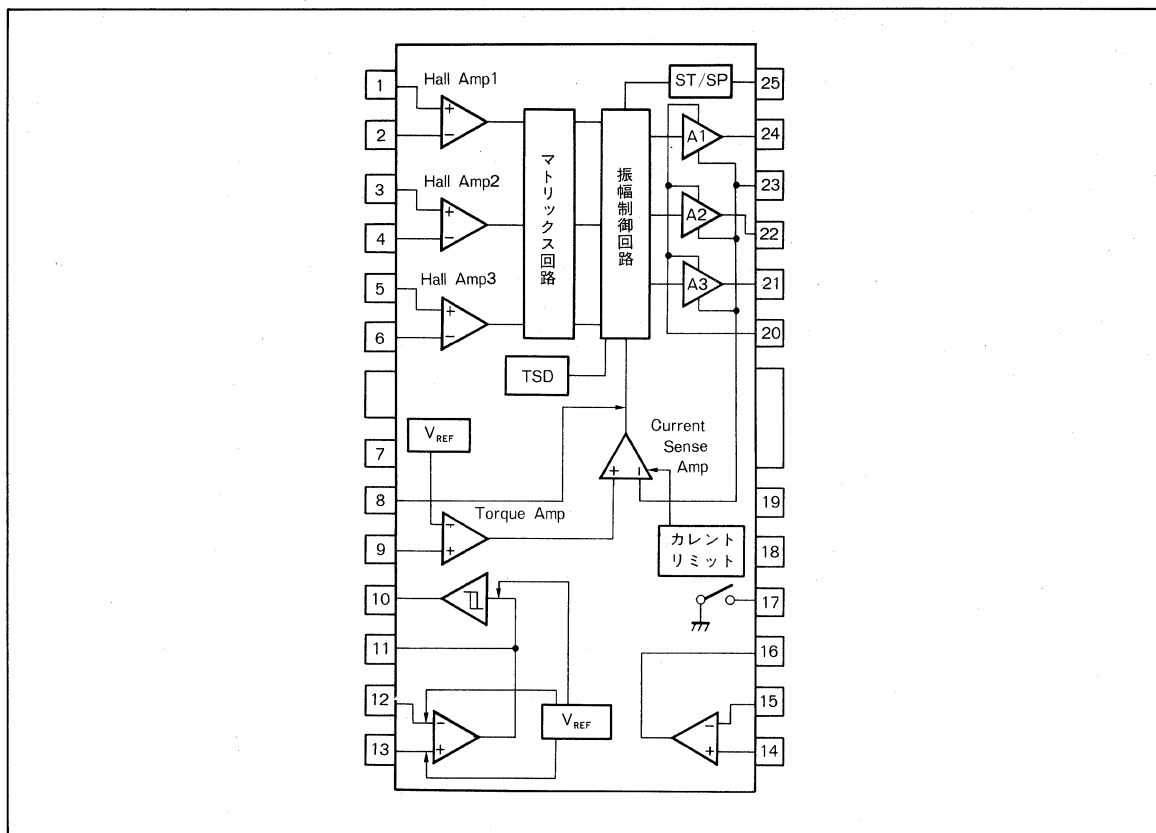 1
Hall Amp1
+
2
−
3
Hall Amp2
+
4
−
5
Hall Amp3
+
6
−
マトリックス回路
振幅制御回路
ST/SP
25
A1
24
23
A2
22
A3
21
20
TSD
VREF
7
8
Current
Sense
Amp
+
−
19
Torque Amp
−
9
+
カレント
リミット
18
10
17
11
16
12
−
13
+
VREF
15
−
14
+